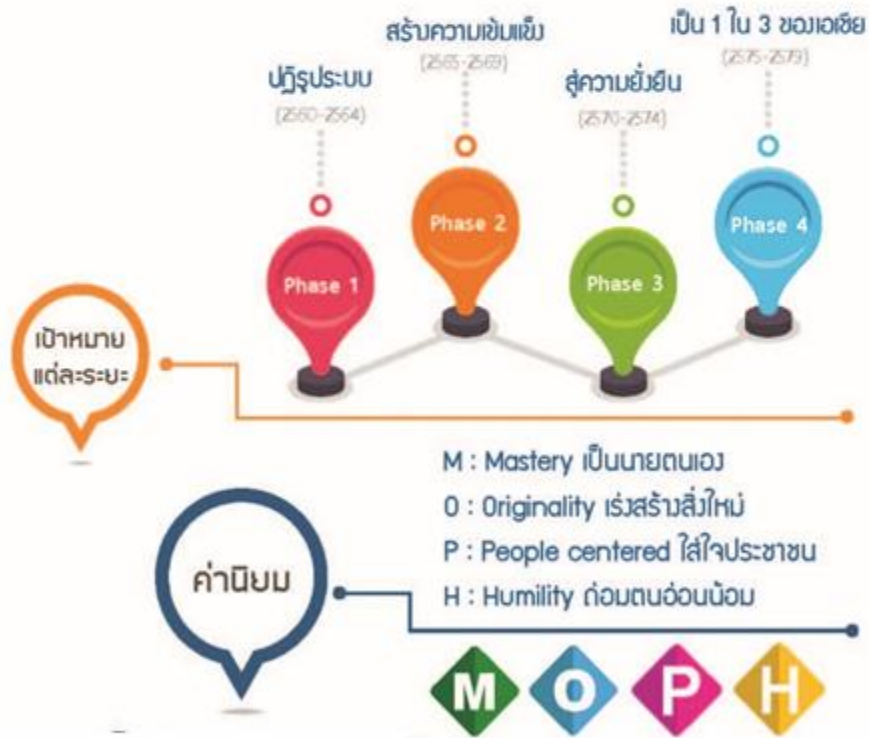 ปฏิรูประบบ
(2560-2564)
สร้างความเข้มแข็ง
(2565-2569)
สู่ความยั่งยืน
(2570-2574)
เป็น 1 ใน 3 ของเอเชีย
(2575-2579)
Phase 1
Phase 2
Phase 3
Phase 4
เป้าหมาย
แต่ละระยะ
ค่านิยม
M : Mastery เป็นนายตนเอง
O : Originality เร่งสร้างสิ่งใหม่
P : People centered ใส่ใจประชาชน
H : Humility ถ่อมตนอ่อนน้อม
M O P H